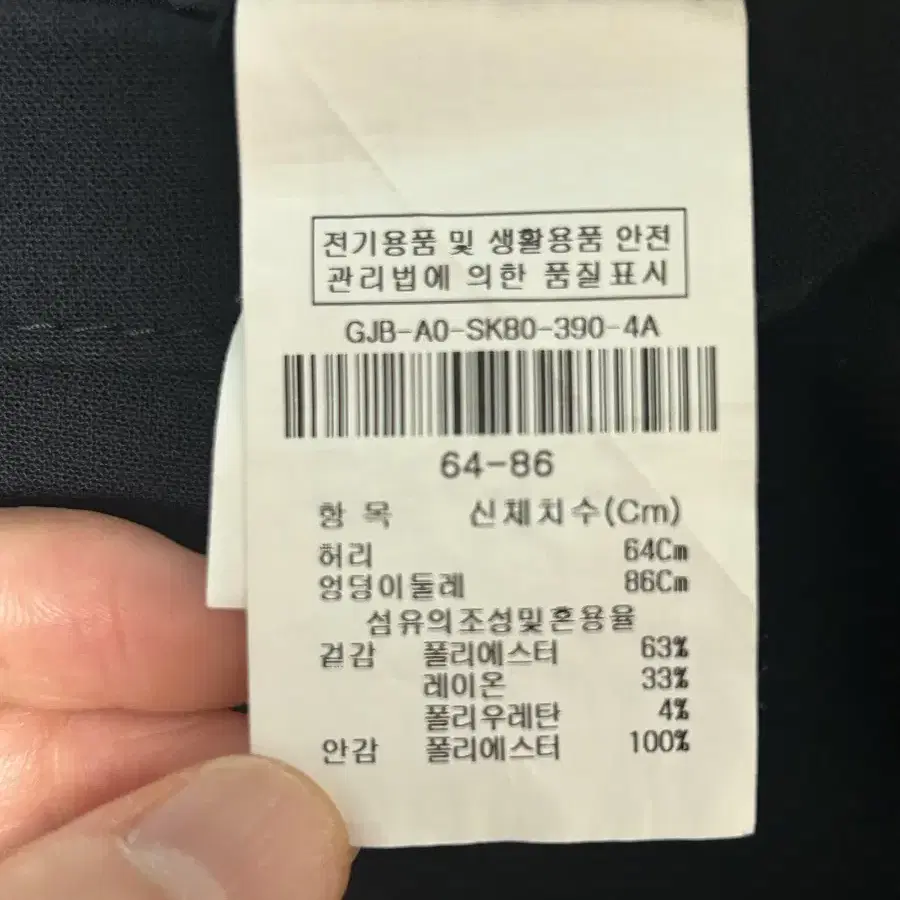 전기용품 및 생활용품 안전
관리법에 의한 품질표시
GJB-A0-SK80-390-4A
64-86
항 목 신체치수(Cm)
허리 64Cm
엉덩이둘레 86Cm
섬유의조성및혼용율
겉감 폴리에스터 63%
레이온 33%
폴리우레탄 4%
안감 폴리에스터 100%